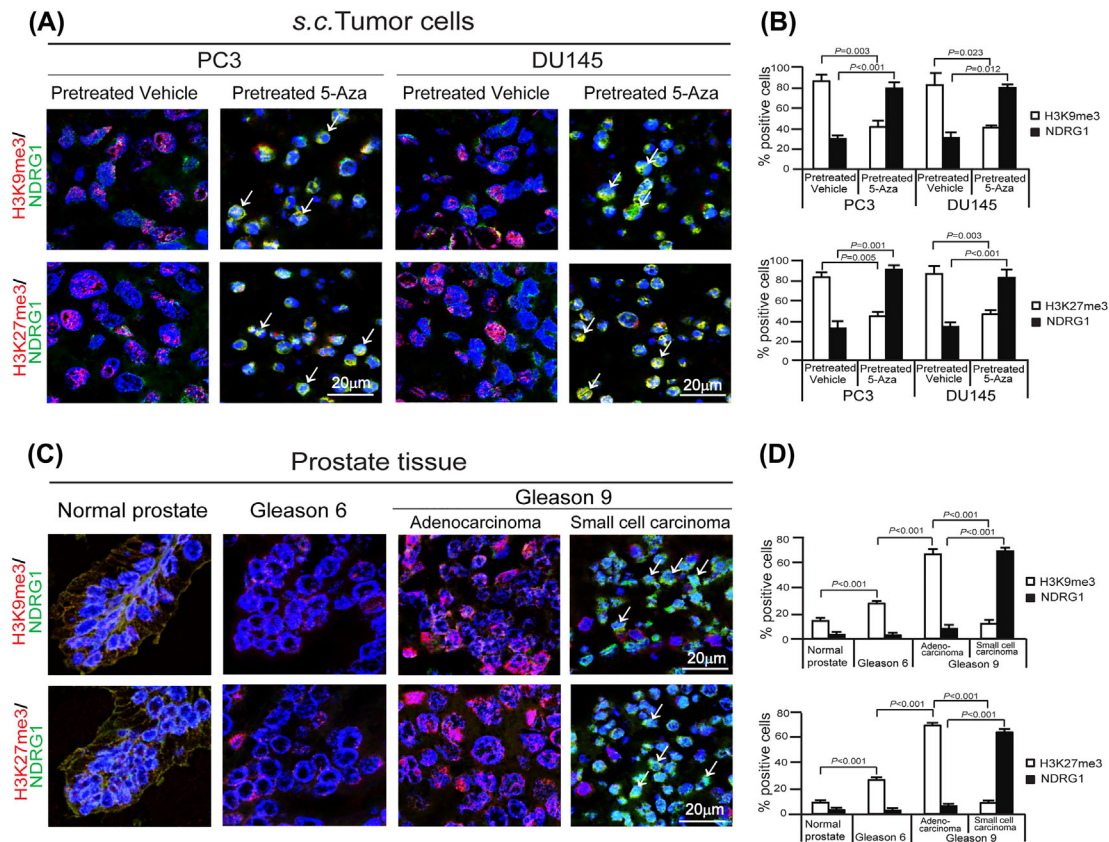 (A)
s.c.Tumor cells
PC3
DU145
Pretreated Vehicle
Pretreated 5-Aza
Pretreated Vehicle
Pretreated 5-Aza
H3K9me3/
NDRG1
H3K27me3/
NDRG1
20μm
20μm
(B)
P=0.003
P<0.001
P=0.023
P=0.012
% positive cells
100
80
60
40
20
0
H3K9me3
NDRG1
Pretreated Vehicle
Pretreated 5-Aza
Pretreated Vehicle
Pretreated 5-Aza
PC3
DU145
P=0.001
P=0.005
P=0.003
P<0.001
% positive cells
100
80
60
40
20
0
H3K27me3
NDRG1
Pretreated Vehicle
Pretreated 5-Aza
Pretreated Vehicle
Pretreated 5-Aza
PC3
DU145
(C)
Prostate tissue
Normal prostate
Gleason 6
Gleason 9
Adenocarcinoma
Small cell carcinoma
H3K9me3/
NDRG1
H3K27me3/
NDRG1
20μm
20μm
(D)
P<0.001
P<0.001
P<0.001
P<0.001
% positive cells
80
60
40
20
0
H3K9me3
NDRG1
Normal prostate
Gleason 6
Adeno-carcinoma
Small cell carcinoma
Gleason 9
P<0.001
P<0.001
P<0.001
P<0.001
% positive cells
80
60
40
20
0
H3K27me3
NDRG1
Normal prostate
Gleason 6
Adeno-carcinoma
Small cell carcinoma
Gleason 9